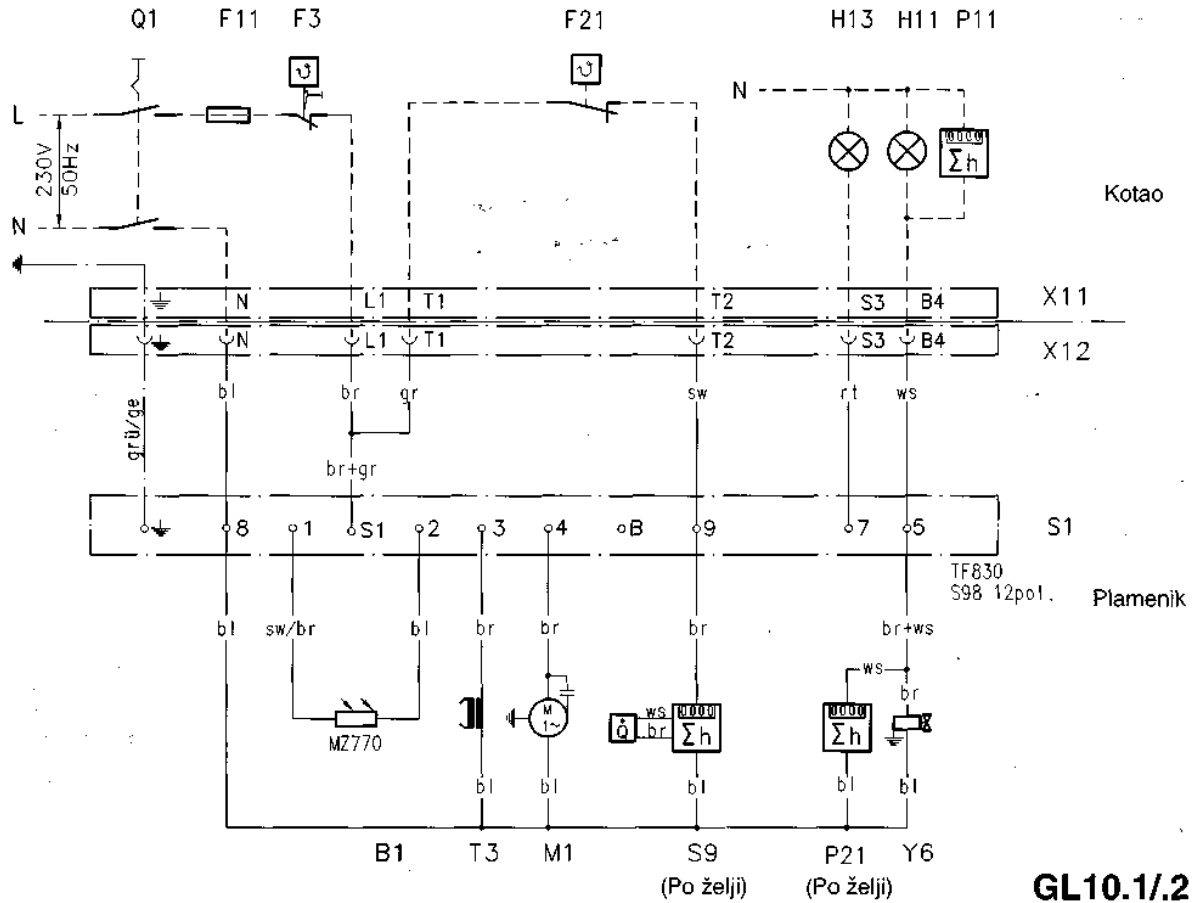 Q1 F11 F3 F21 H13 H11 P11
ϑ ϑ
L N
0000
Σh
230V
50Hz
Kotao
N
N L1 T1 T2 S3 B4 X11
N L1 T1 T2 S3 B4 X12
bl br gr sw rt ws
grü/ge
br+gr
8 1 S1 2 3 4 B 9 7 5 S1
TF830
S98 12pol.
Plamenik
bl sw/br bl br br br br+ws
ws
br
M
1~
Q̇
ws
br
0000
Σh
0000
Σh
MZ770
bl bl bl bl bl
B1 T3 M1 S9 P21 Y6
(Po želji) (Po želji)
GL10.1/.2